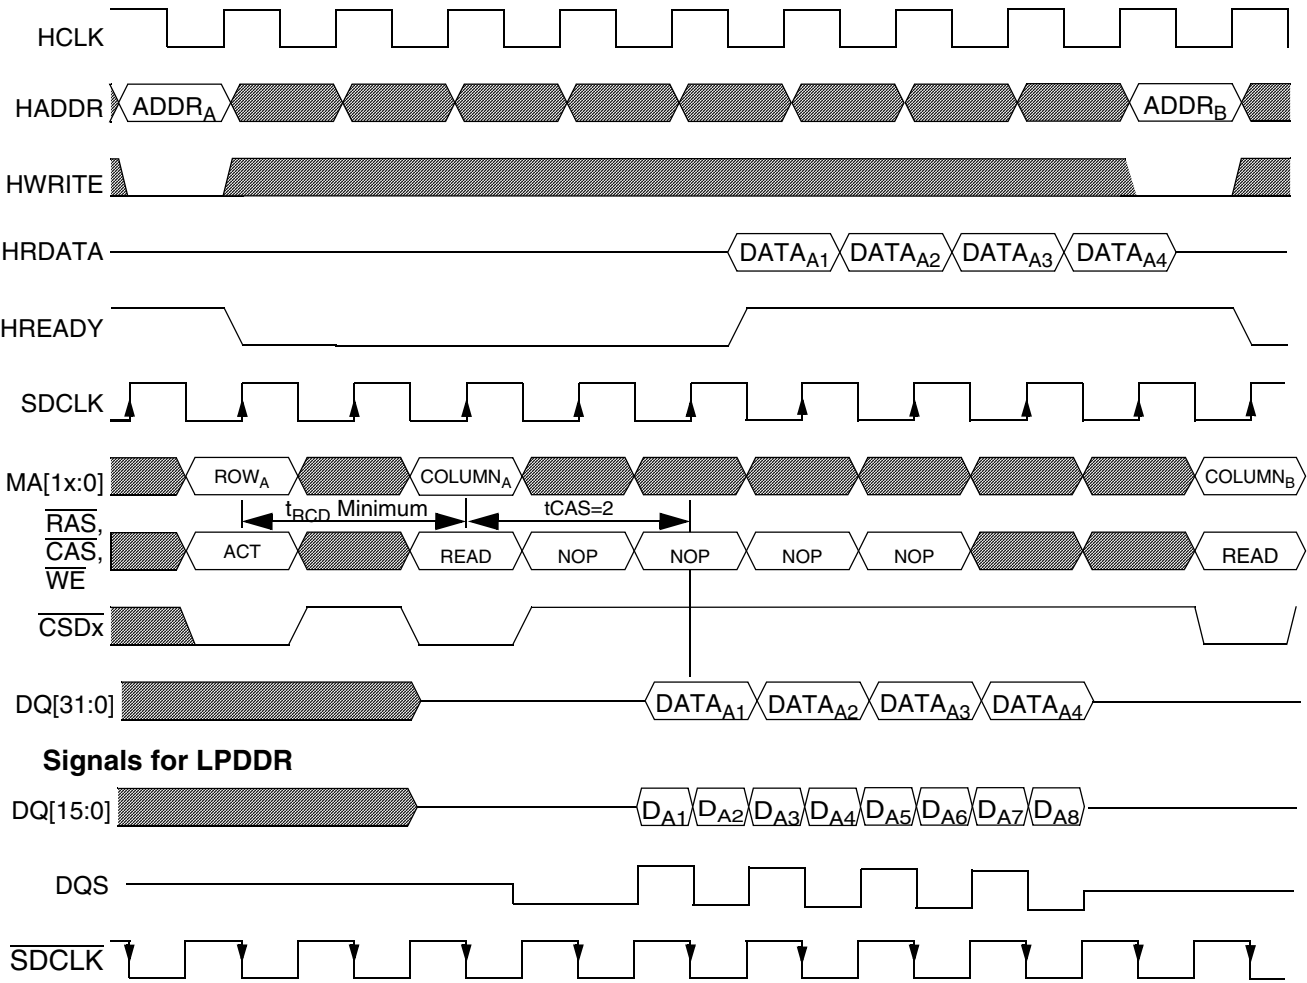 HCLK
HADDR ADDRA ADDRB
HWRITE
HRDATA DATAA1 DATAA2 DATAA3 DATAA4
HREADY
SDCLK
MA[1x:0] ROWA COLUMNA COLUMNB
tRCD Minimum tCAS=2
RAS,
CAS, ACT READ NOP NOP NOP NOP READ
WE
CSDx
DQ[31:0] DATAA1 DATAA2 DATAA3 DATAA4
Signals for LPDDR
DQ[15:0] DA1 DA2 DA3 DA4 DA5 DA6 DA7 DA8
DQS
SDCLK